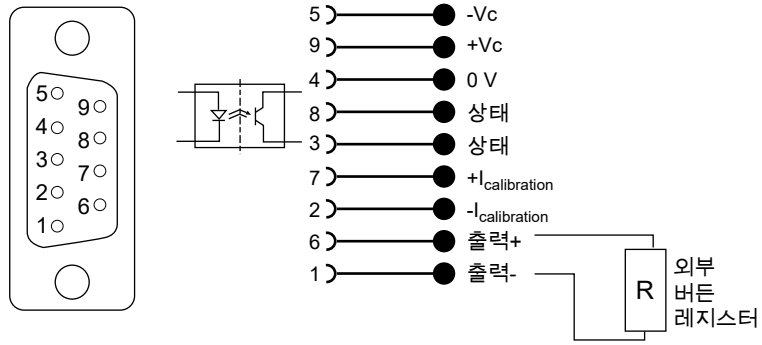 5
9
4
8
3
7
2
6
1
5 -Vc
9 +Vc
4 0 V
8 상태
3 상태
7 +Icalibration
2 -Icalibration
6 출력+
1 출력-
R
외부
버든
레지스터